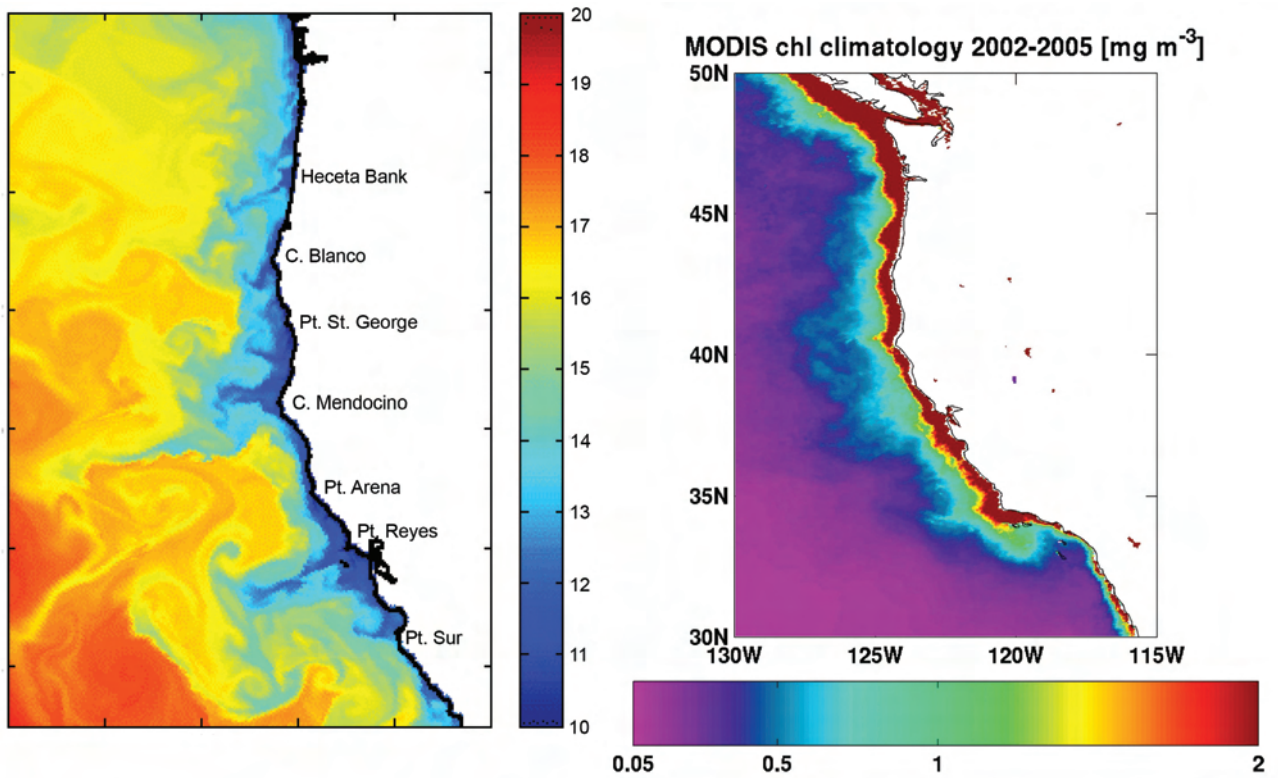 20
19
18
17
16
15
14
13
12
11
10
Heceta Bank
C. Blanco
Pt. St. George
C. Mendocino
Pt. Arena
Pt. Reyes
Pt. Sur
MODIS chl climatology 2002-2005 [mg m-3]
50N
45N
40N
35N
30N
130W 125W 120W 115W
0.05 0.5 1 2